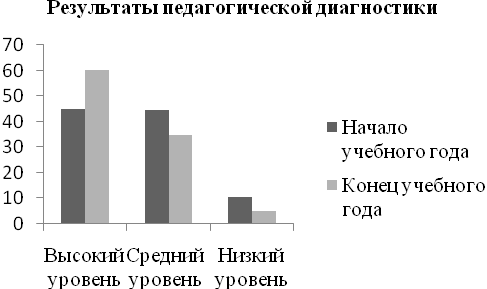 Результаты педагогической диагностики
70
60
50
40
30
20
10
0
Высокий уровень
Средний уровень
Низкий уровень
Начало
учебного года
Конец учебного
года